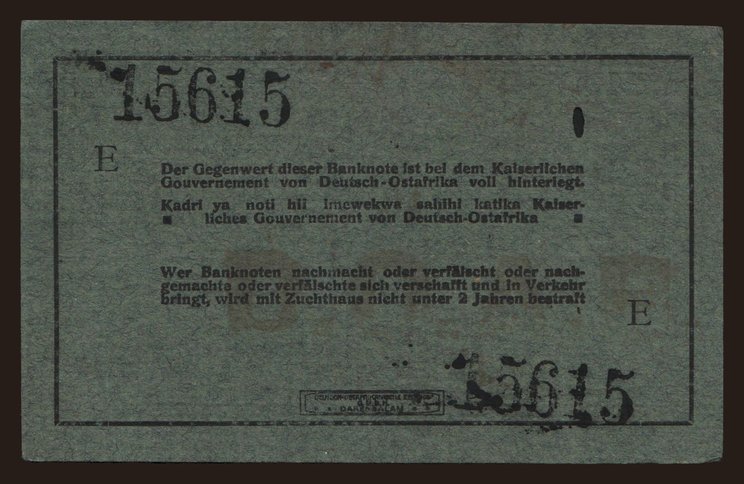 15615
E
Der Gegenwert dieser Banknote ist bei dem Kaiserlichen
Gouvernement von Deutsch-Ostafrika voll hinterlegt.
Kadri ya noti hii imewekwa sahihi katika Kaiser-
liches Gouvernement von Deutsch-Ostafrika
Wer Banknoten nachmacht oder verfälscht oder nach-
gemachte oder verfälschte sich verschafft und in Verkehr
bringt, wird mit Zuchthaus nicht unter 2 Jahren bestraft
E
15615
DARESSALAM